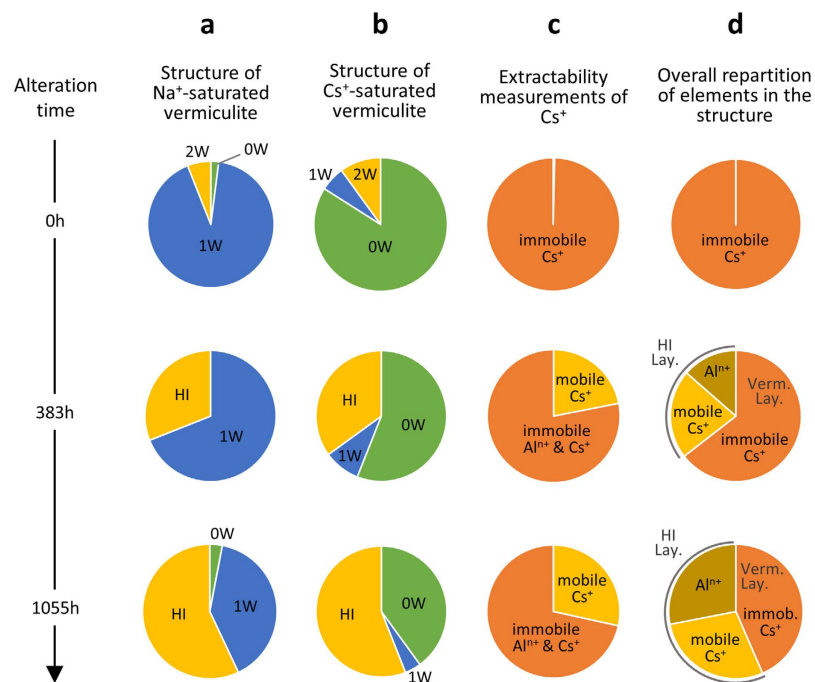 a
b
c
d
Alteration
time
Structure of
Na⁺-saturated
vermiculite
Structure of
Cs⁺-saturated
vermiculite
Extractability
measurements of
Cs⁺
Overall repartition
of elements in the
structure
0h
2W
0W
1W
1W
2W
0W
immobile
Cs⁺
immobile
Cs⁺
383h
HI
1W
HI
1W
0W
mobile
Cs⁺
immobile
Alⁿ⁺ & Cs⁺
HI
Lay.
Alⁿ⁺
Verm.
Lay.
mobile
Cs⁺
immobile
Cs⁺
1055h
0W
HI
1W
HI
0W
1W
mobile
Cs⁺
immobile
Alⁿ⁺ & Cs⁺
HI
Lay.
Alⁿ⁺
Verm.
Lay.
immob.
Cs⁺
mobile
Cs⁺